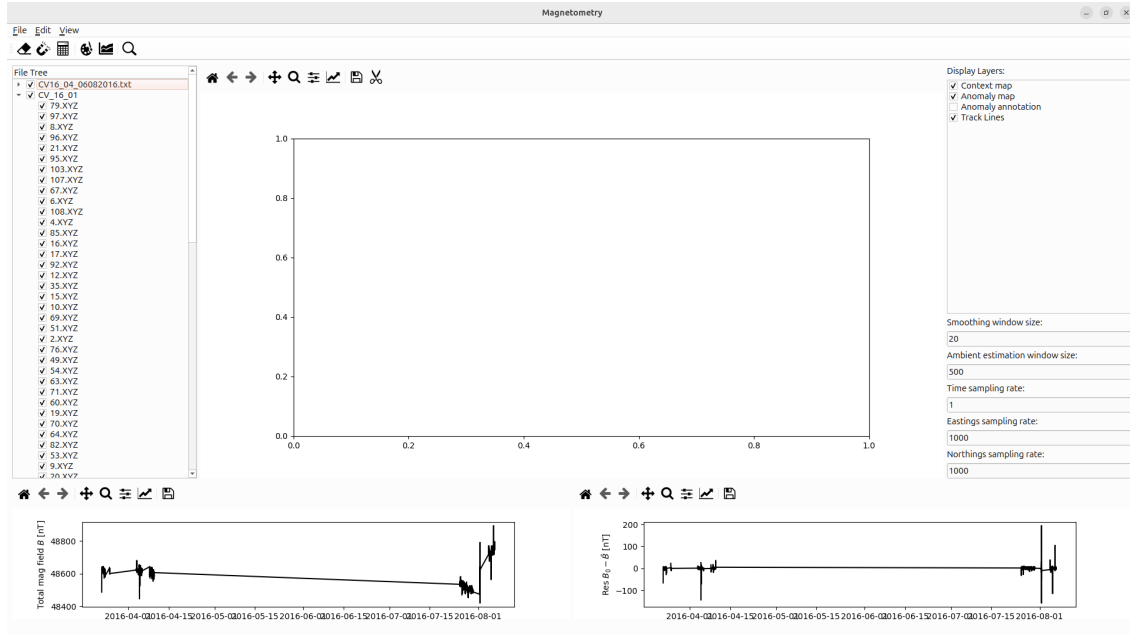 Magnetometry
File Edit View
File Tree
CV16_04_06082016.txt
CV_16_01
79.XYZ
97.XYZ
8.XYZ
96.XYZ
21.XYZ
95.XYZ
103.XYZ
107.XYZ
67.XYZ
6.XYZ
108.XYZ
4.XYZ
85.XYZ
16.XYZ
17.XYZ
92.XYZ
12.XYZ
35.XYZ
15.XYZ
10.XYZ
69.XYZ
51.XYZ
2.XYZ
76.XYZ
49.XYZ
54.XYZ
63.XYZ
71.XYZ
60.XYZ
19.XYZ
70.XYZ
64.XYZ
82.XYZ
53.XYZ
9.XYZ
20.XYZ
1.0
0.8
0.6
0.4
0.2
0.0
0.0 0.2 0.4 0.6 0.8 1.0
Display Layers:
Context map
Anomaly map
Anomaly annotation
Track Lines
Smoothing window size:
20
Ambient estimation window size:
500
Time sampling rate:
1
Eastings sampling rate:
1000
Northings sampling rate:
1000
Total mag field B [nT]
48800
48600
48400
2016-04-01 2016-04-15 2016-05-01 2016-05-15 2016-06-01 2016-06-15 2016-07-01 2016-07-15 2016-08-01
Res B₀ − B̂ [nT]
200
100
0
−100
2016-04-01 2016-04-15 2016-05-01 2016-05-15 2016-06-01 2016-06-15 2016-07-01 2016-07-15 2016-08-01